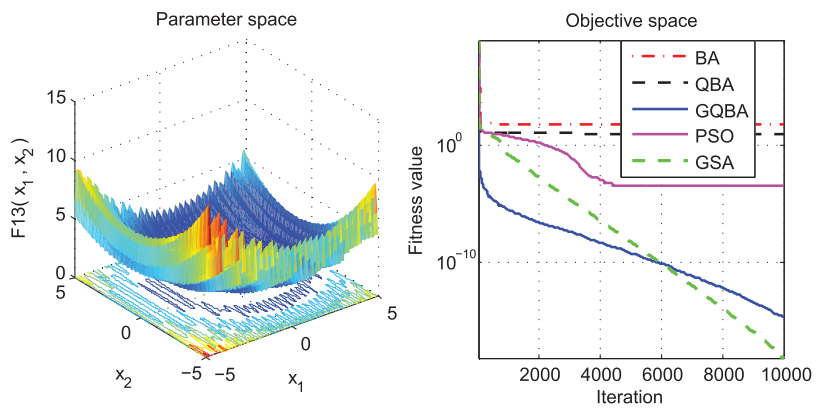 Parameter space
F13( x1 , x2 )
15
10
5
0
5
0
−5
x2
−5
0
5
x1
Objective space
Fitness value
10^0
10^−10
BA
QBA
GQBA
PSO
GSA
2000 4000 6000 8000 10000
Iteration